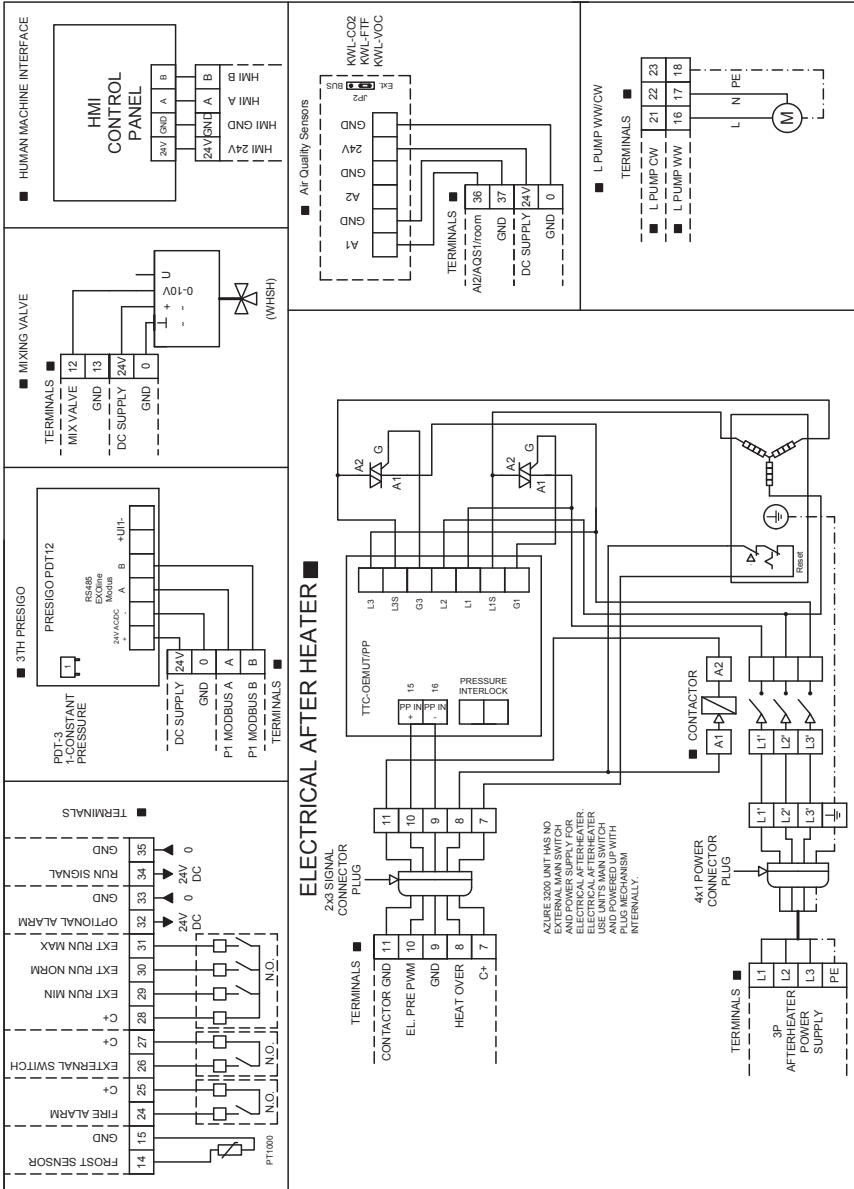 ■ HUMAN MACHINE INTERFACE
HMI
CONTROL
PANEL
24V GND A B
24V GND A B
HMI 24V
HMI GND
HMI A
HMI B
■ MIXING VALVE
TERMINALS ■
MIX VALVE 12
GND 13
DC SUPPLY 24V
GND 0
U
0-10V
+ ~
⊥ ~
(WHSH)
■ 3TH PRESIGO
PRESIGO PDT12
1
PDT-3
1-CONSTANT
PRESSURE
RS485
EXOline
Modus
24V AC/DC
+ - A B +UI1-
DC SUPPLY 24V
GND 0
P1 MODBUS A A
P1 MODBUS B B
TERMINALS ■
TERMINALS ■
GND 35 0
RUN SIGNAL 34 24V DC
GND 33 0
OPTIONAL ALARM 32 24V DC
EXT RUN MAX 31
EXT RUN NORM 30
EXT RUN MIN 29
C+ 28
N.O.
C+ 27
EXTERNAL SWITCH 26
N.O.
C+ 25
FIRE ALARM 24
N.O.
GND 15
FROST SENSOR 14
PT1000
■ Air Quality Sensors
KWL-CO2
KWL-FTF
KWL-VOC
BUS Ext.
JP2
A1 GND A2 GND 24V GND
TERMINALS ■
AI2/AQS1/room 36
GND 37
DC SUPPLY 24V
GND 0
■ L PUMP WW/CW
TERMINALS ■
■ L PUMP CW 21 22 23
■ L PUMP WW 16 17 18
L N PE
M
ELECTRICAL AFTER HEATER ■
TTC-OEMUT/PP
L3 L3S G3 L2 L1 L1S G1
A2 G
A1
A2 G
A1
15 16
PP IN PP IN
+ -
PRESSURE
INTERLOCK
2x3 SIGNAL
CONNECTOR
PLUG
11 10 9 8 7
TERMINALS ■
CONTACTOR GND 11
EL. PRE PWM 10
GND 9
HEAT OVER 8
C+ 7
AZURE 3200 UNIT HAS NO
EXTERNAL MAIN SWITCH
AND POWER SUPPLY FOR
ELECTRICAL AFTERHEATER.
ELECTRICAL AFTERHEATER
USE UNIT'S MAIN SWITCH
AND POWERED UP WITH
PLUG MECHANISM
INTERNALLY.
■ CONTACTOR
A1 A2
L1' L2' L3'
L1' L2' L3'
Reset
4x1 POWER
CONNECTOR
PLUG
TERMINALS ■
3P
AFTERHEATER
POWER
SUPPLY
L1
L2
L3
PE